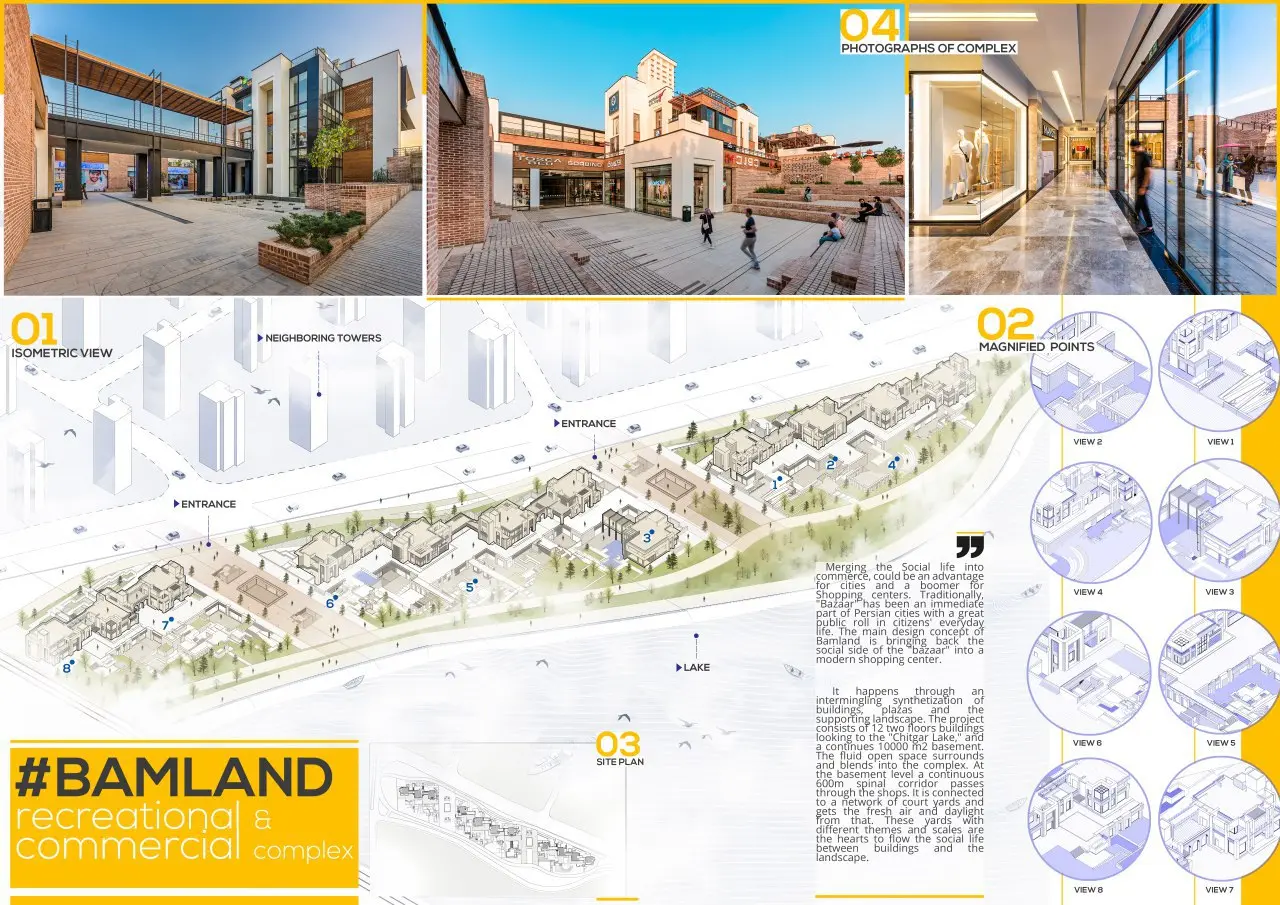 04
PHOTOGRAPHS OF COMPLEX
TOSCA
01
ISOMETRIC VIEW
NEIGHBORING TOWERS
ENTRANCE
ENTRANCE
LAKE
1
2
3
4
5
6
7
8
02
MAGNIFIED POINTS
VIEW 2
VIEW 1
VIEW 4
VIEW 3
VIEW 6
VIEW 5
VIEW 8
VIEW 7
Merging the Social life into
commerce, could be an advantage
for cities and a boomer for
Shopping centers. Traditionally,
"Bazaar" has been an immediate
part of Persian cities with a great
public roll in citizens' everyday
life. The main design concept of
Bamland is bringing back the
social side of the "bazaar" into a
modern shopping center.
It happens through an
intermingling synthetization of
buildings, plazas and the
supporting landscape. The project
consists of 12 two floors buildings
looking to the "Chitgar Lake," and
a continues 10000 m2 basement.
The fluid open space surrounds
and blends into the complex. At
the basement level a continuous
600m spinal corridor passes
through the shops. It is connected
to a network of court yards and
gets the fresh air and daylight
from that. These yards with
different themes and scales are
the hearts to flow the social life
between buildings and the
landscape.
03
SITE PLAN
#BAMLAND
recreational &
commercial complex